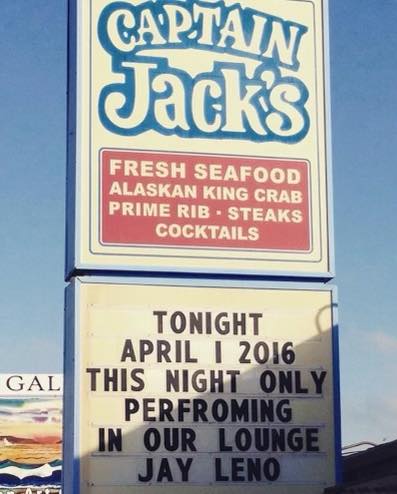 CAPTAIN
Jack's
FRESH SEAFOOD
ALASKAN KING CRAB
PRIME RIB · STEAKS
COCKTAILS
TONIGHT
APRIL 1 2016
THIS NIGHT ONLY
PERFROMING
IN OUR LOUNGE
JAY LENO
GAL